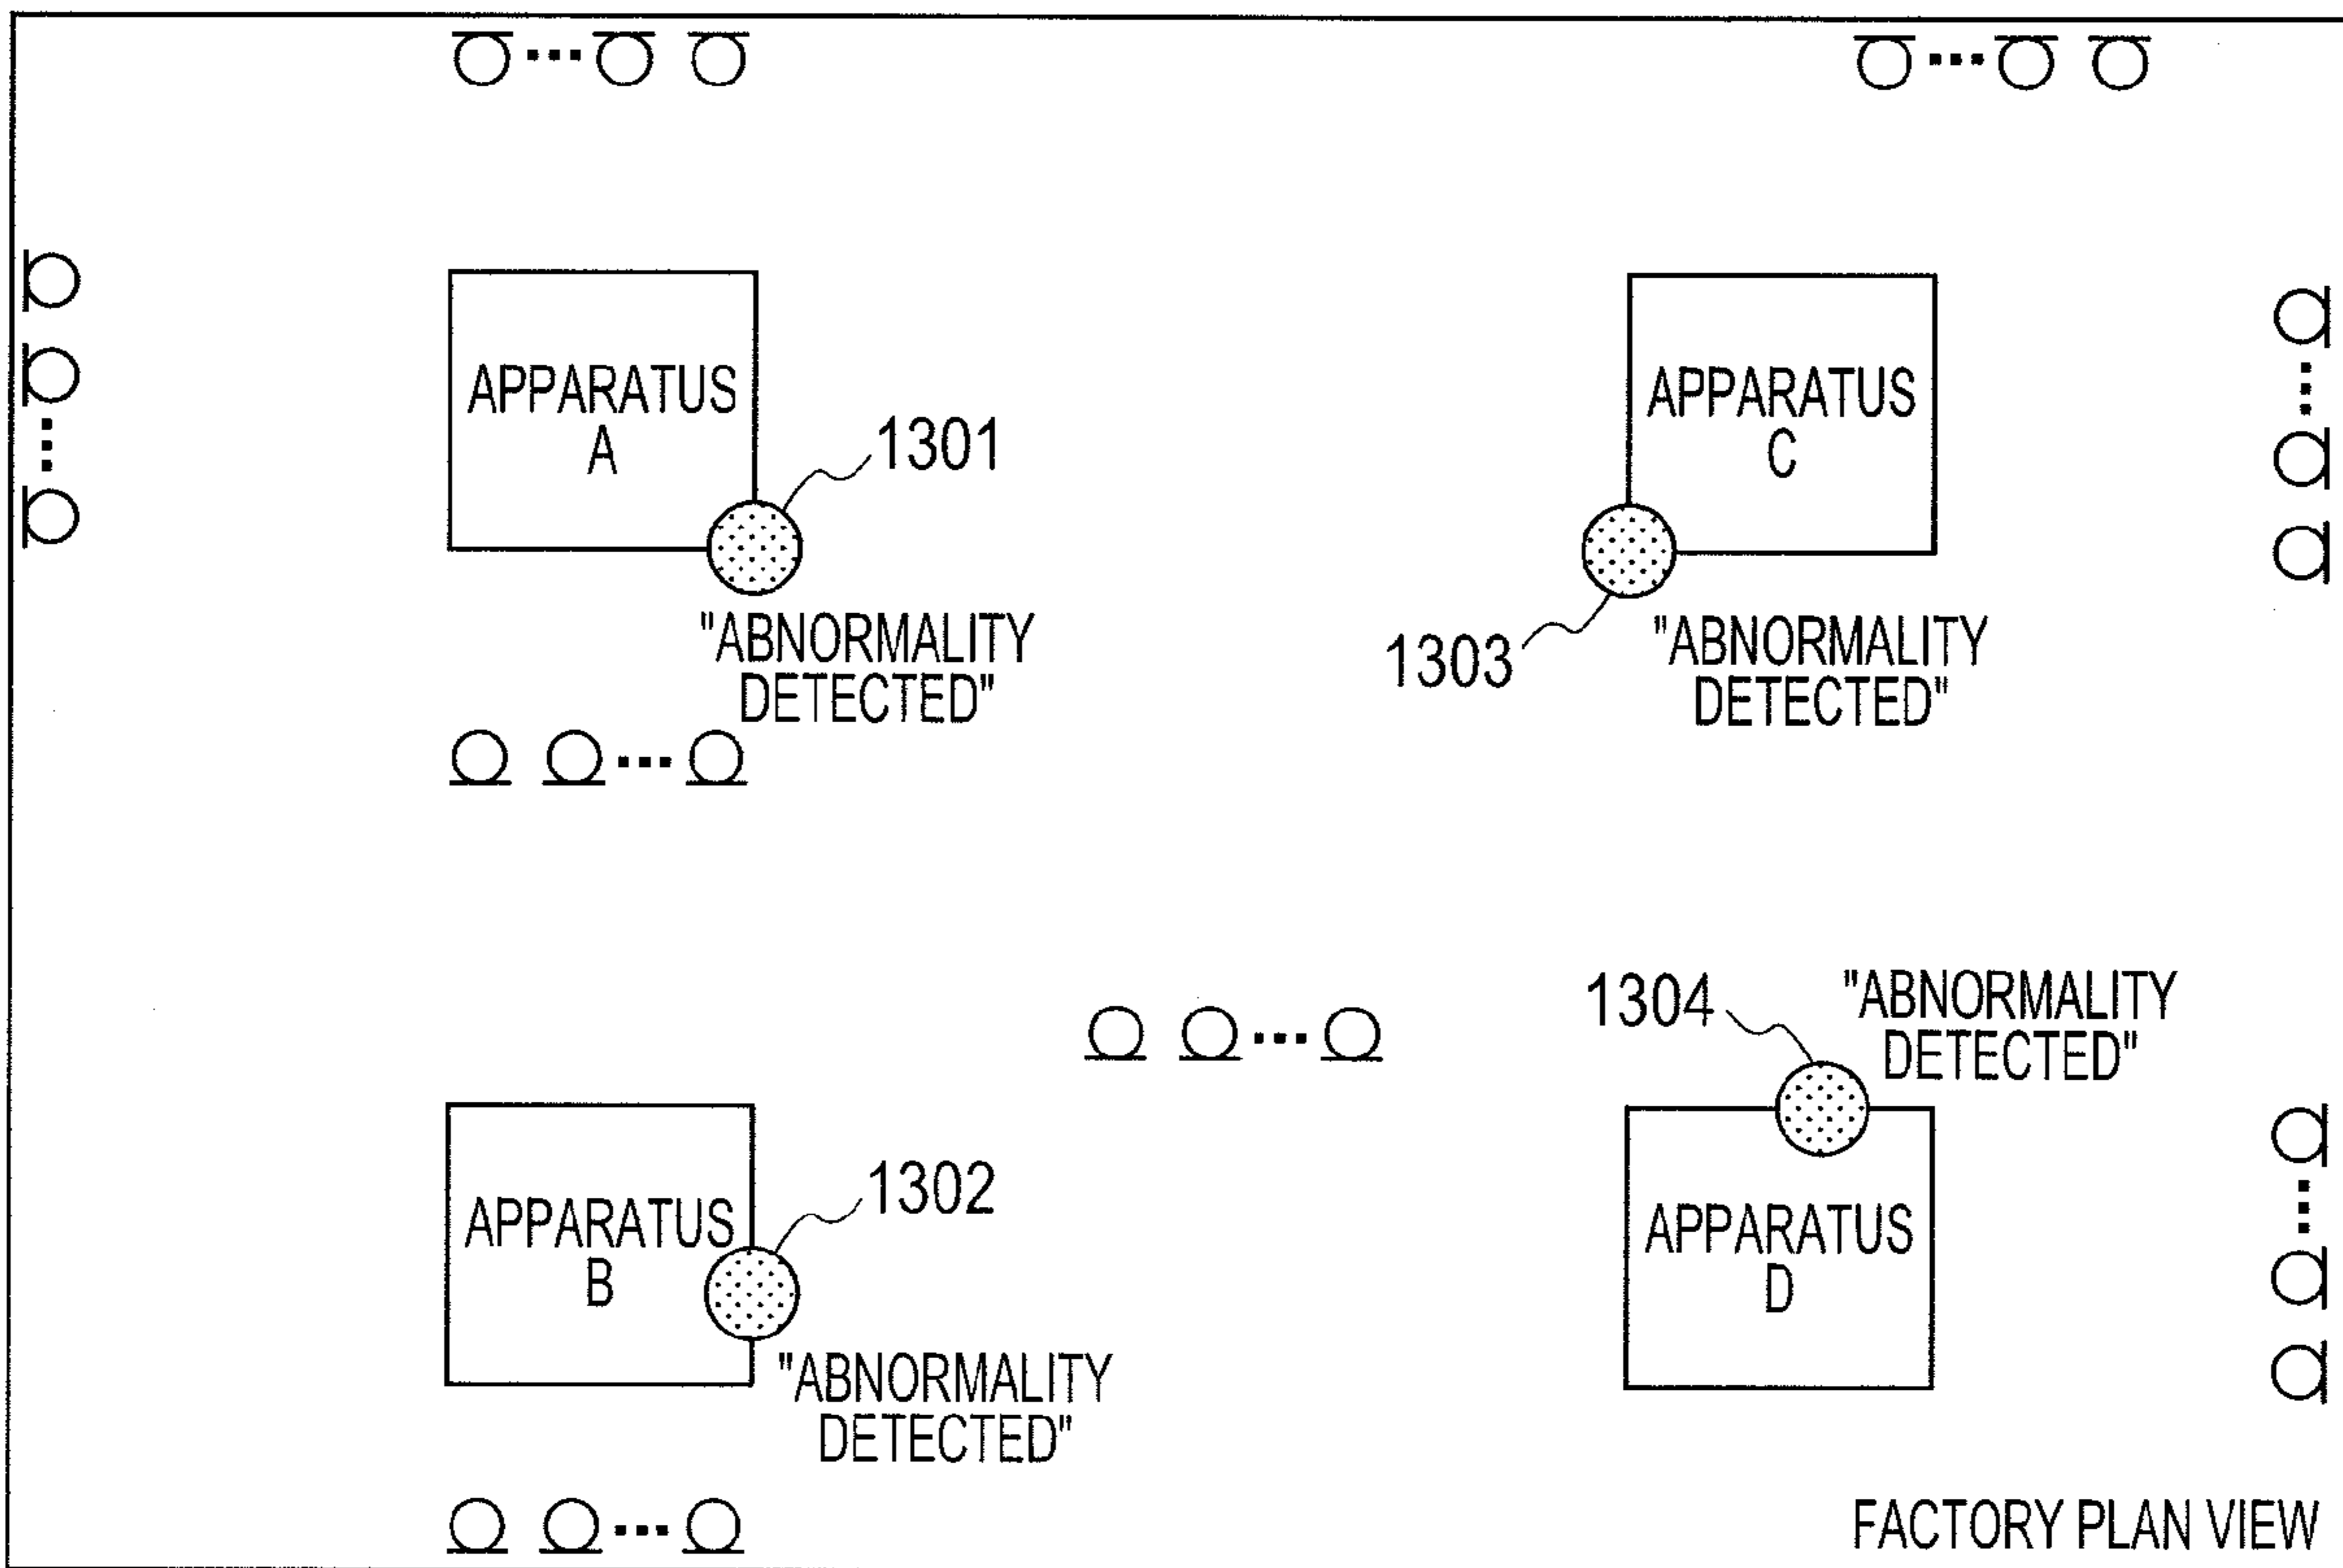 APPARATUS
A
1301
"ABNORMALITY
DETECTED"
APPARATUS
C
1303
"ABNORMALITY
DETECTED"
APPARATUS
B
1302
"ABNORMALITY
DETECTED"
1304
"ABNORMALITY
DETECTED"
APPARATUS
D
FACTORY PLAN VIEW